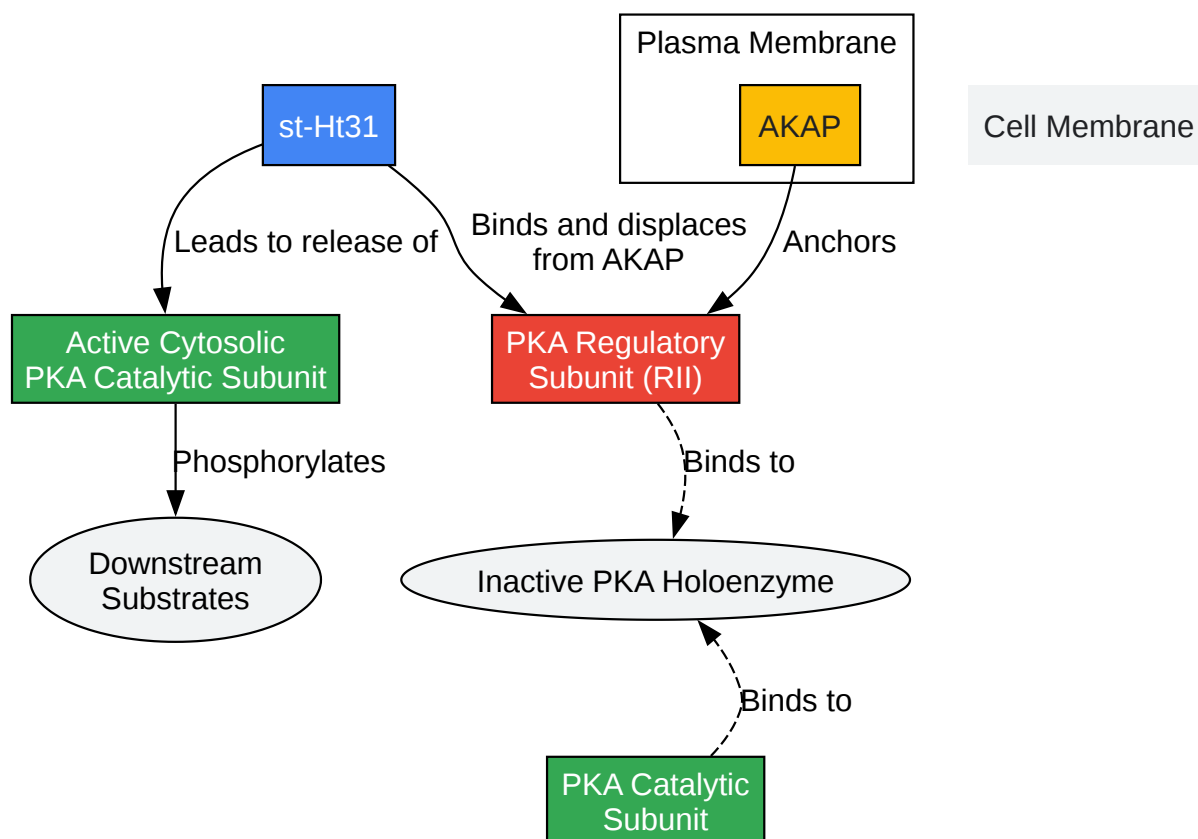 Plasma Membrane
st-Ht31
AKAP
Cell Membrane
Leads to release of
Binds and displaces
from AKAP
Anchors
Active Cytosolic
PKA Catalytic Subunit
PKA Regulatory
Subunit (RII)
Phosphorylates
Binds to
Downstream
Substrates
Inactive PKA Holoenzyme
Binds to
PKA Catalytic
Subunit